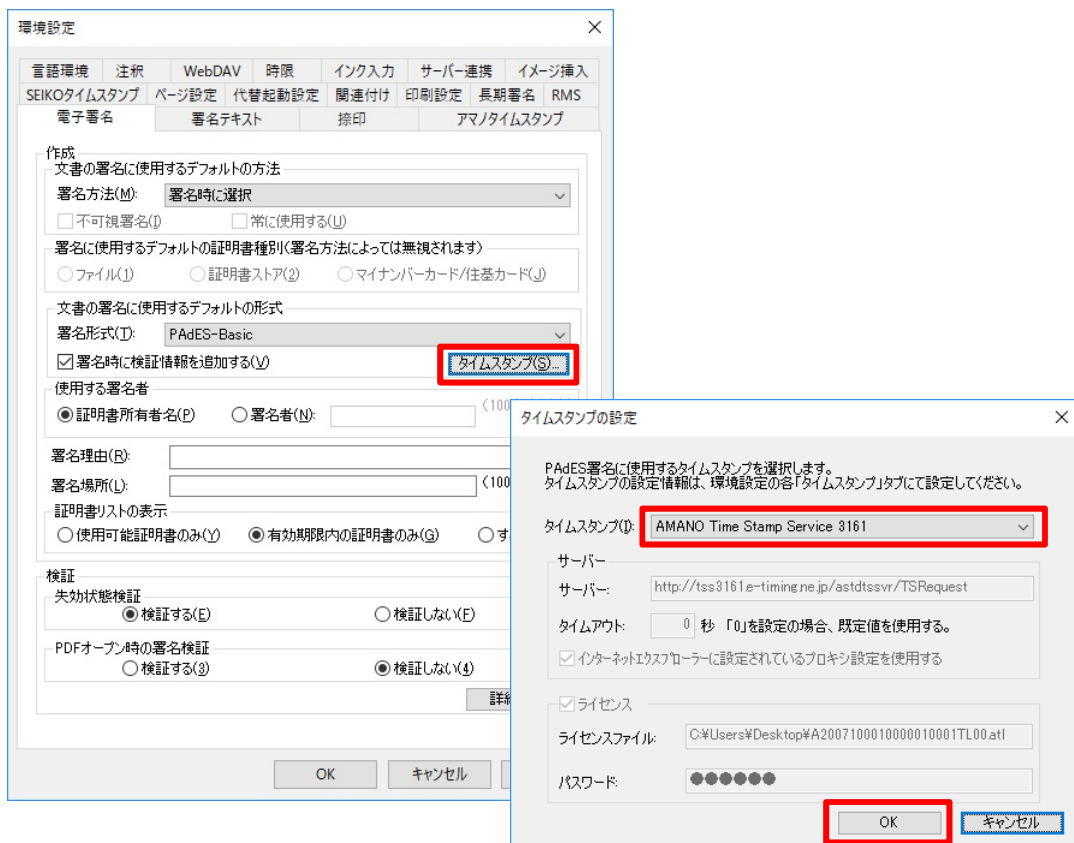 環境設定
言語環境 注釈 WebDAV 時限 インク入力 サーバー連携 イメージ挿入
SEIKOタイムスタンプ ページ設定 代替起動設定 関連付け 印刷設定 長期署名 RMS
電子署名 署名テキスト 捺印 アマノタイムスタンプ
作成
文書の署名に使用するデフォルトの方法
署名方法(M): 署名時に選択
不可視署名(I) 常に使用する(U)
署名に使用するデフォルトの証明書種別(署名方法によっては無視されます)
ファイル(1) 証明書ストア(2) マイナンバーカード/住基カード(J)
文書の署名に使用するデフォルトの形式
署名形式(T): PAdES-Basic
署名時に検証情報を追加する(V) タイムスタンプ(S)...
使用する署名者
証明書所有者名(P) 署名者(N): (100
署名理由(R):
署名場所(L): (100
証明書リストの表示
使用可能証明書のみ(Y) 有効期限内の証明書のみ(G) す
検証
失効状態検証
検証する(E) 検証しない(F)
PDFオープン時の署名検証
検証する(3) 検証しない(4)
詳細
OK キャンセル
タイムスタンプの設定
PAdES署名に使用するタイムスタンプを選択します。
タイムスタンプの設定情報は、環境設定の各「タイムスタンプ」タブにて設定してください。
タイムスタンプ(I): AMANO Time Stamp Service 3161
サーバー
サーバー: http://tss3161.e-timing.ne.jp/astdtssvr/TSRequest
タイムアウト: 0 秒 「0」を設定の場合、既定値を使用する。
インターネットエクスプローラーに設定されているプロキシ設定を使用する
ライセンス
ライセンスファイル: C:¥Users¥Desktop¥A2007100010000010001TL00.atl
パスワード: ●●●●●●
OK キャンセル